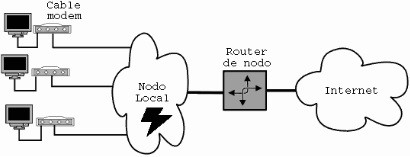 Cable
modem
Nodo
Local
Router
de nodo
Internet